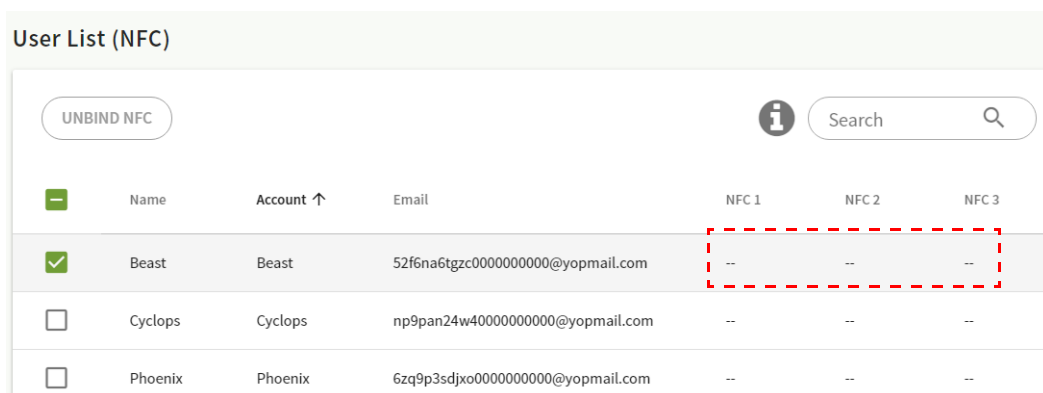 User List (NFC)
UNBIND NFC
Search
Name Account Email NFC 1 NFC 2 NFC 3
Beast Beast 52f6na6tgzc0000000000@yopmail.com -- -- --
Cyclops Cyclops np9pan24w40000000000@yopmail.com -- -- --
Phoenix Phoenix 6zq9p3sdjxo0000000000@yopmail.com -- -- --